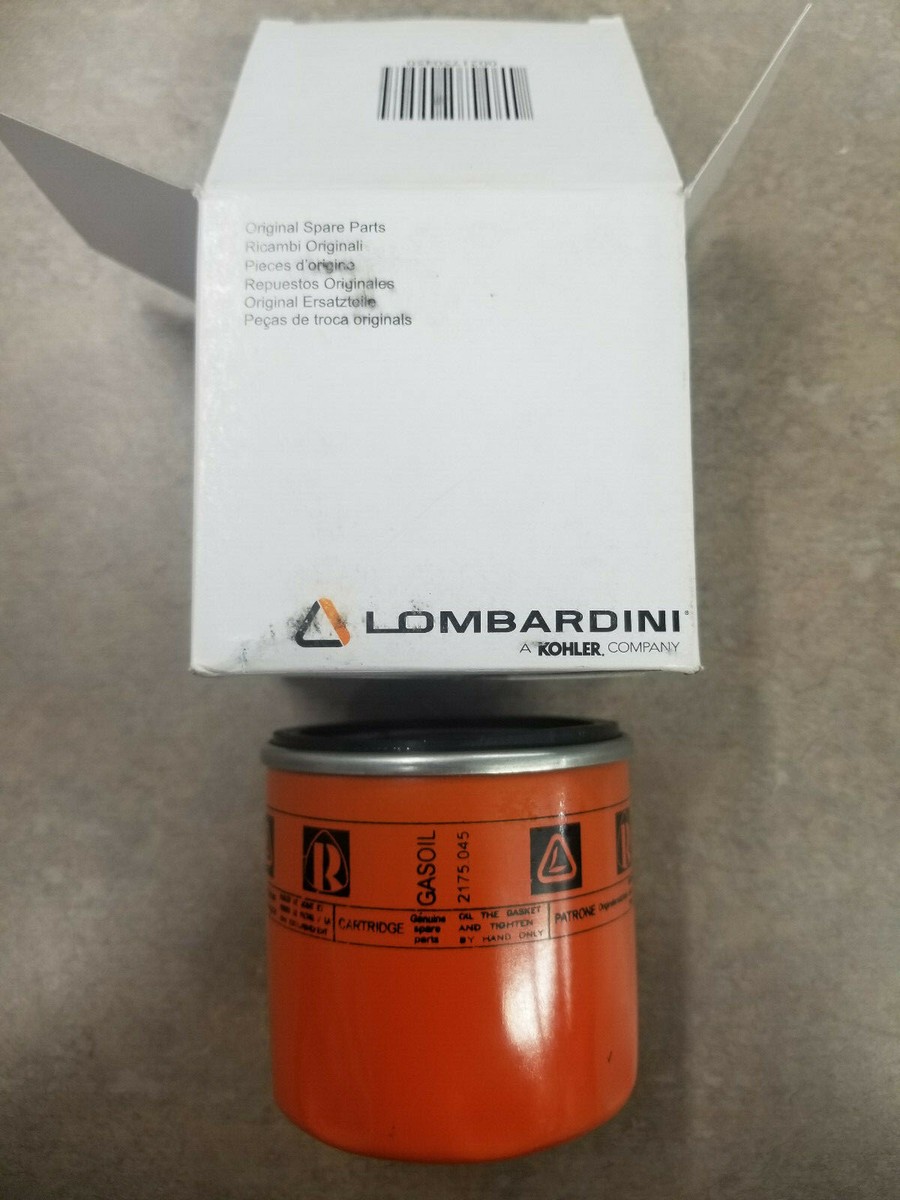 Original Spare Parts
Ricambi Originali
Pieces d'origine
Repuestos Originales
Original Ersatzteile
Peças de troca originals
LOMBARDINI
A KOHLER COMPANY
R
GASOIL
2175.045
L
CARTRIDGE
Genuine
spare
parts
OIL THE GASKET
AND TIGHTEN
BY HAND ONLY
PATRONE